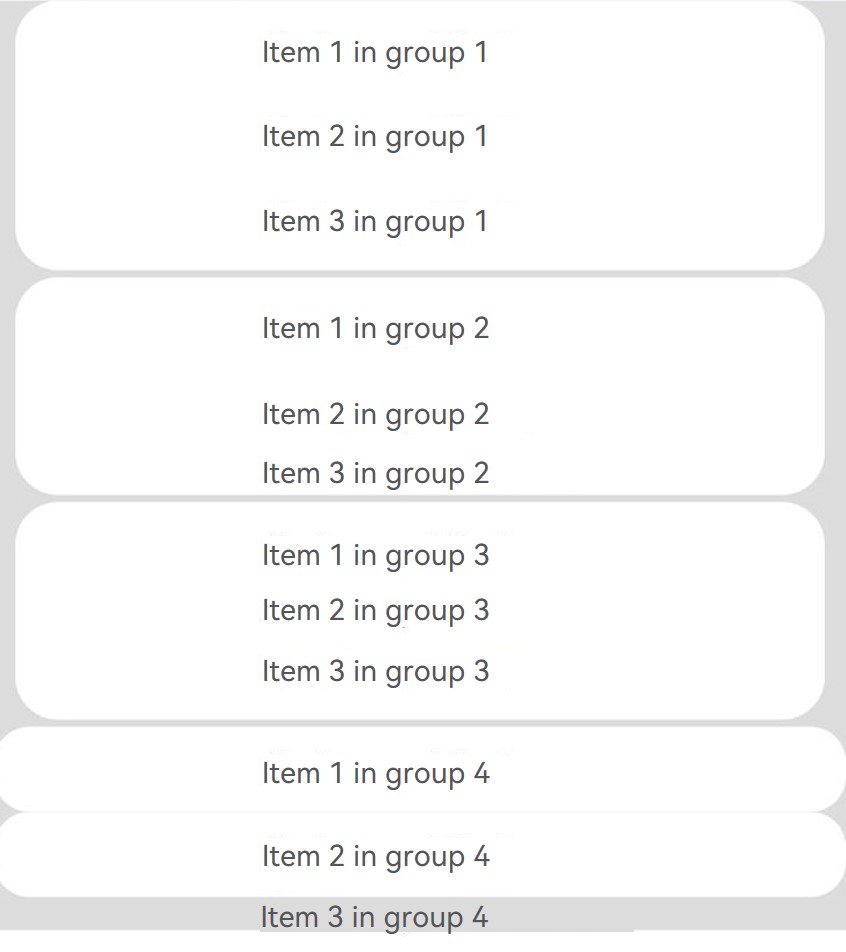 Item 1 in group 1
Item 2 in group 1
Item 3 in group 1
Item 1 in group 2
Item 2 in group 2
Item 3 in group 2
Item 1 in group 3
Item 2 in group 3
Item 3 in group 3
Item 1 in group 4
Item 2 in group 4
Item 3 in group 4